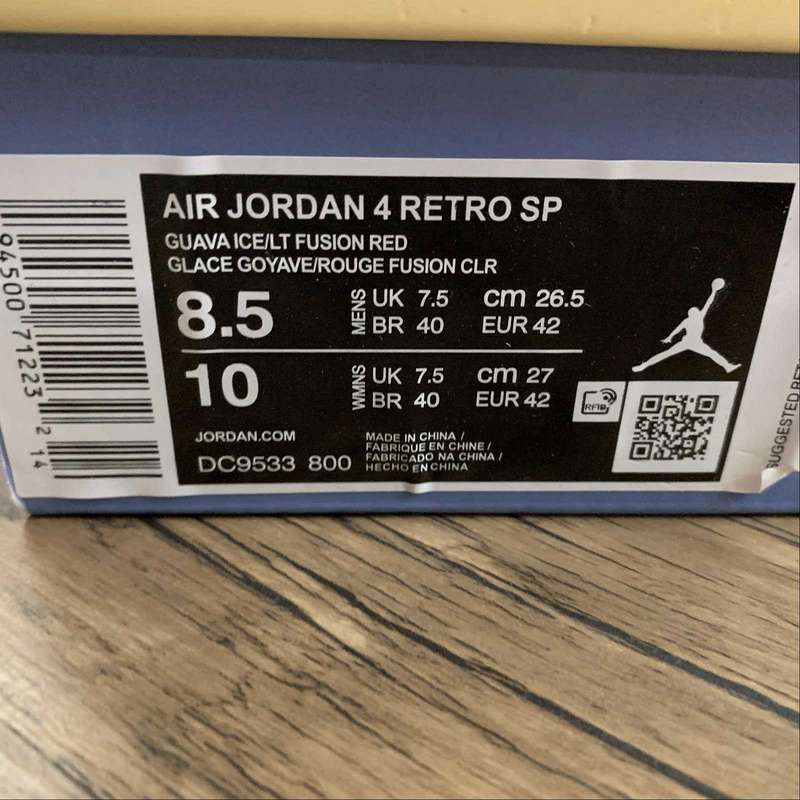 AIR JORDAN 4 RETRO SP
GUAVA ICE/LT FUSION RED
GLACE GOYAVE/ROUGE FUSION CLR
8.5 MENS UK 7.5 cm 26.5
BR 40 EUR 42
10 WMNS UK 7.5 cm 27
BR 40 EUR 42
RFID
JORDAN.COM
DC9533 800
MADE IN CHINA /
FABRIQUE EN CHINE /
FABRICADO NA CHINA /
HECHO EN CHINA
94500 71223 2 14
SUGGESTED